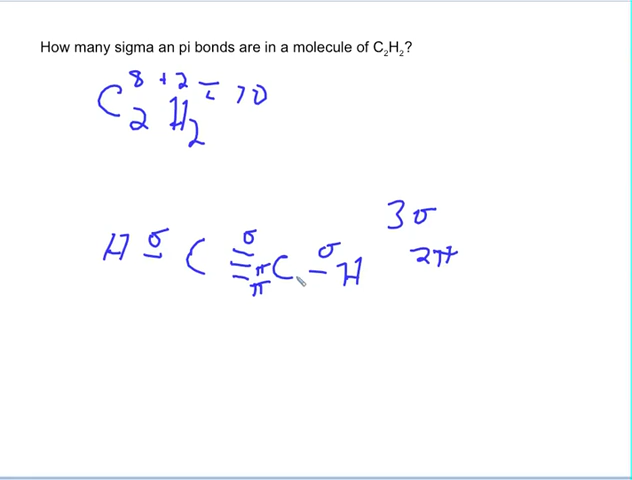 How many sigma an pi bonds are in a molecule of C₂H₂?
8 + 2 = 10
C₂ H₂
3σ
σ σ σ
H – C ≡ C – H 2π
π
π